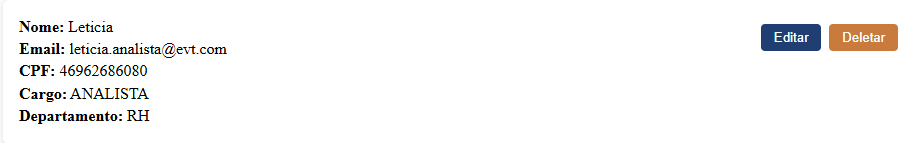 Nome: Leticia
Editar Deletar
Email: leticia.analista@evt.com
CPF: 46962686080
Cargo: ANALISTA
Departamento: RH